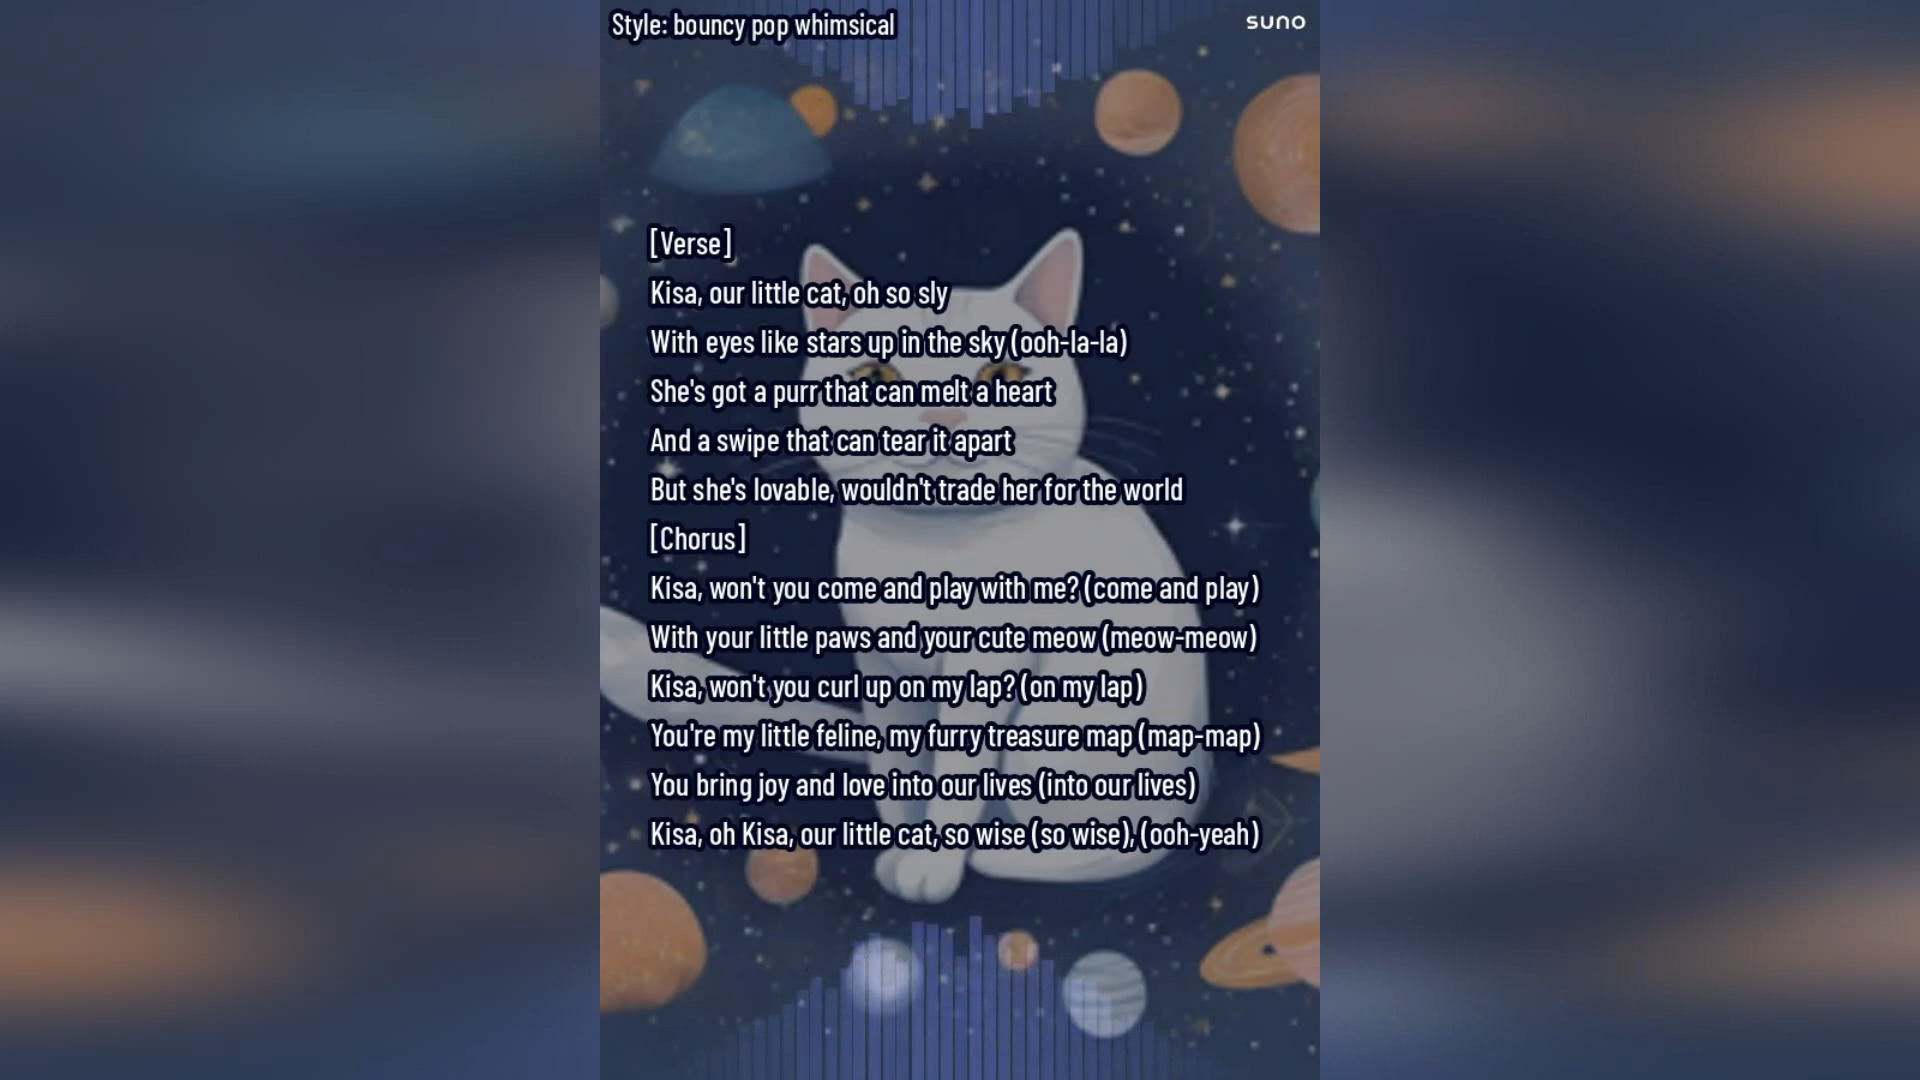 Style: bouncy pop whimsical
suno
[Verse]
Kisa, our little cat, oh so sly
With eyes like stars up in the sky (ooh-la-la)
She's got a purr that can melt a heart
And a swipe that can tear it apart
But she's lovable, wouldn't trade her for the world
[Chorus]
Kisa, won't you come and play with me? (come and play)
With your little paws and your cute meow (meow-meow)
Kisa, won't you curl up on my lap? (on my lap)
You're my little feline, my furry treasure map (map-map)
You bring joy and love into our lives (into our lives)
Kisa, oh Kisa, our little cat, so wise (so wise), (ooh-yeah)